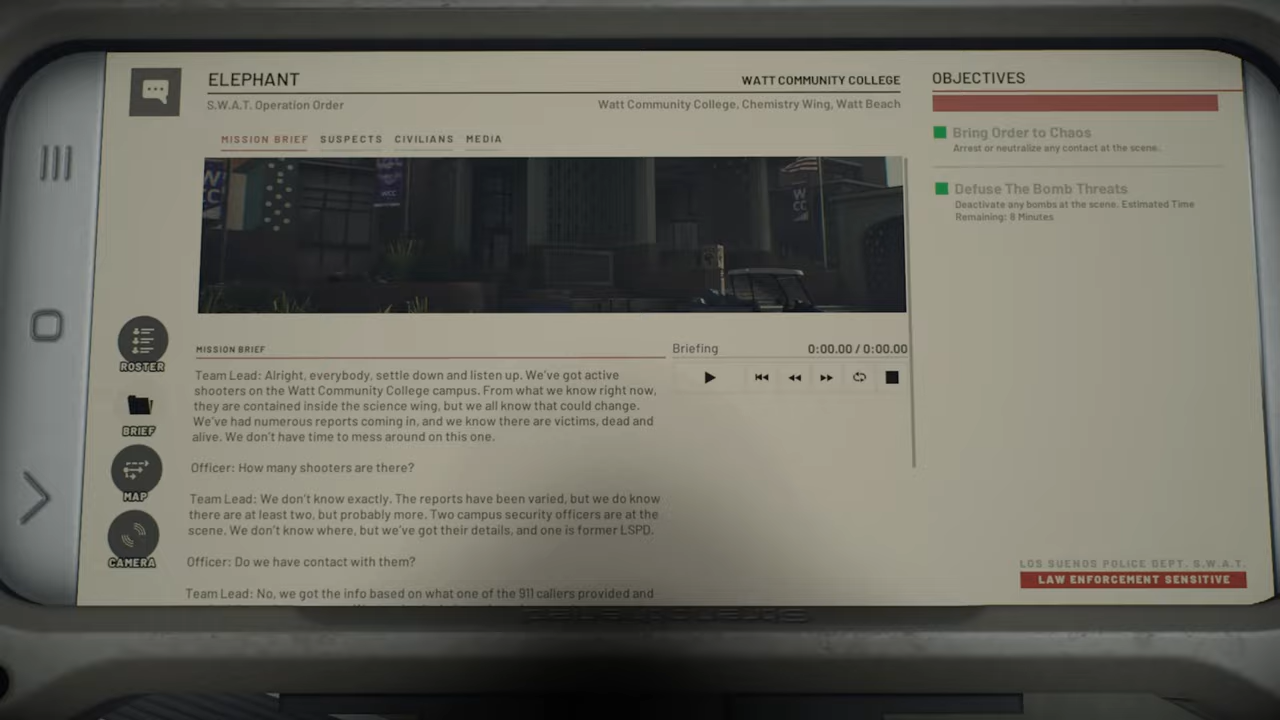 ELEPHANT
WATT COMMUNITY COLLEGE
S.W.A.T. Operation Order
Watt Community College, Chemistry Wing, Watt Beach
MISSION BRIEF SUSPECTS CIVILIANS MEDIA
W
WCC
W
CC
MISSION BRIEF
Briefing 0:00.00 / 0:00.00
Team Lead: Alright, everybody, settle down and listen up. We've got active
shooters on the Watt Community College campus. From what we know right now,
they are contained inside the science wing, but we all know that could change.
We've had numerous reports coming in, and we know there are victims, dead and
alive. We don't have time to mess around on this one.
Officer: How many shooters are there?
Team Lead: We don't know exactly. The reports have been varied, but we do know
there are at least two, but probably more. Two campus security officers are at the
scene. We don't know where, but we've got their details, and one is former LSPD.
Officer: Do we have contact with them?
Team Lead: No, we got the info based on what one of the 911 callers provided and
OBJECTIVES
Bring Order to Chaos
Arrest or neutralize any contact at the scene.
Defuse The Bomb Threats
Deactivate any bombs at the scene. Estimated Time
Remaining: 8 Minutes
ROSTER
BRIEF
MAP
CAMERA
LOS SUENOS POLICE DEPT. S.W.A.T.
LAW ENFORCEMENT SENSITIVE